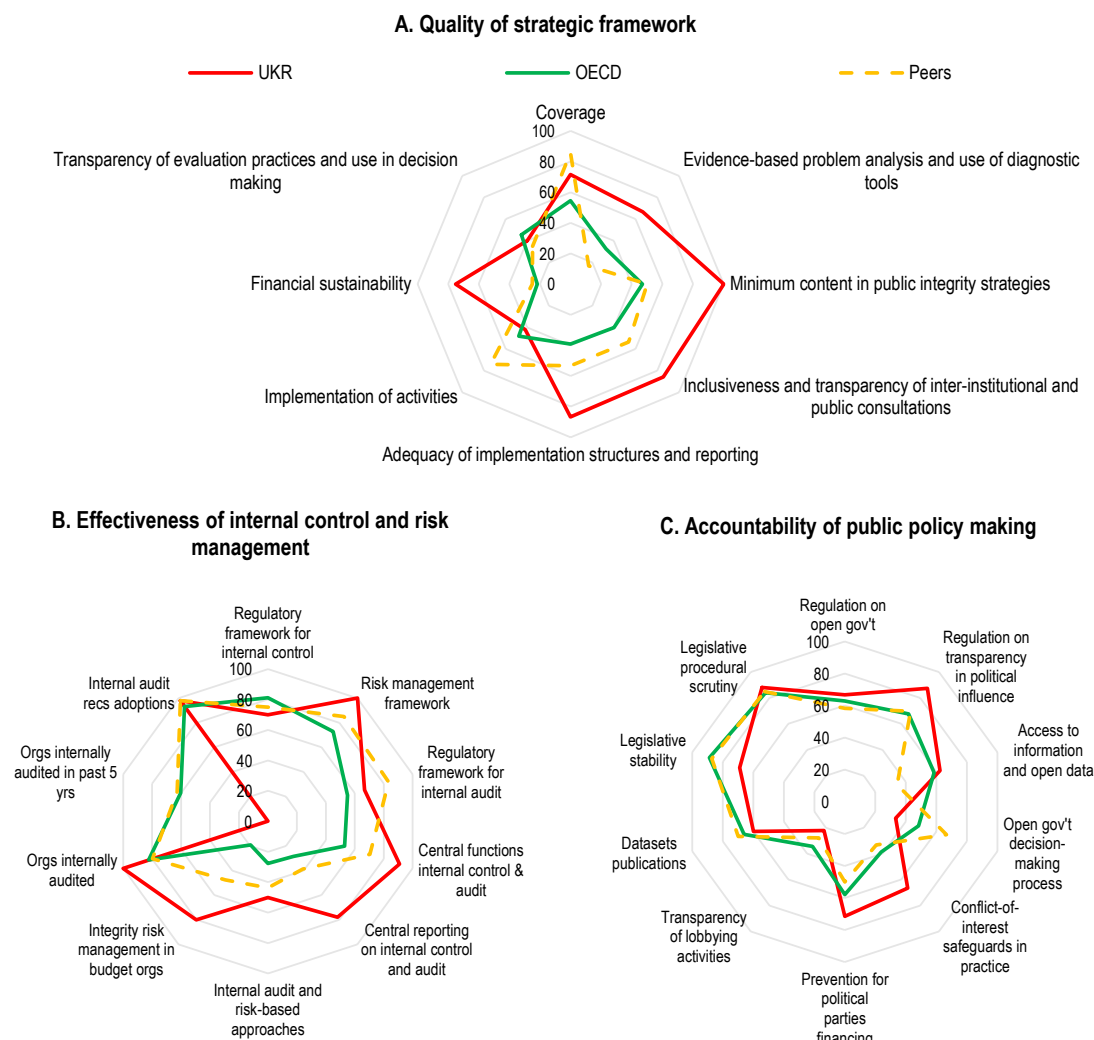 A. Quality of strategic framework
UKR
OECD
Peers
Coverage
100
80
60
40
20
0
Evidence-based problem analysis and use of diagnostic
tools
Minimum content in public integrity strategies
Inclusiveness and transparency of inter-institutional and
public consultations
Adequacy of implementation structures and reporting
Implementation of activities
Financial sustainability
Transparency of evaluation practices and use in decision
making
B. Effectiveness of internal control and risk
management
Regulatory
framework for
internal control
100
80
60
40
20
0
Risk management
framework
Regulatory
framework for
internal audit
Central functions
internal control &
audit
Central reporting
on internal control
and audit
Internal audit and
risk-based
approaches
Integrity risk
management in
budget orgs
Orgs internally
audited
Orgs internally
audited in past 5
yrs
Internal audit
recs adoptions
C. Accountability of public policy making
Regulation on
open gov't
100
80
60
40
20
0
Regulation on
transparency
in political
influence
Access to
information
and open data
Open gov't
decision-
making
process
Conflict-of-
interest
safeguards in
practice
Prevention for
political
parties
financing
Transparency
of lobbying
activities
Datasets
publications
Legislative
stability
Legislative
procedural
scrutiny